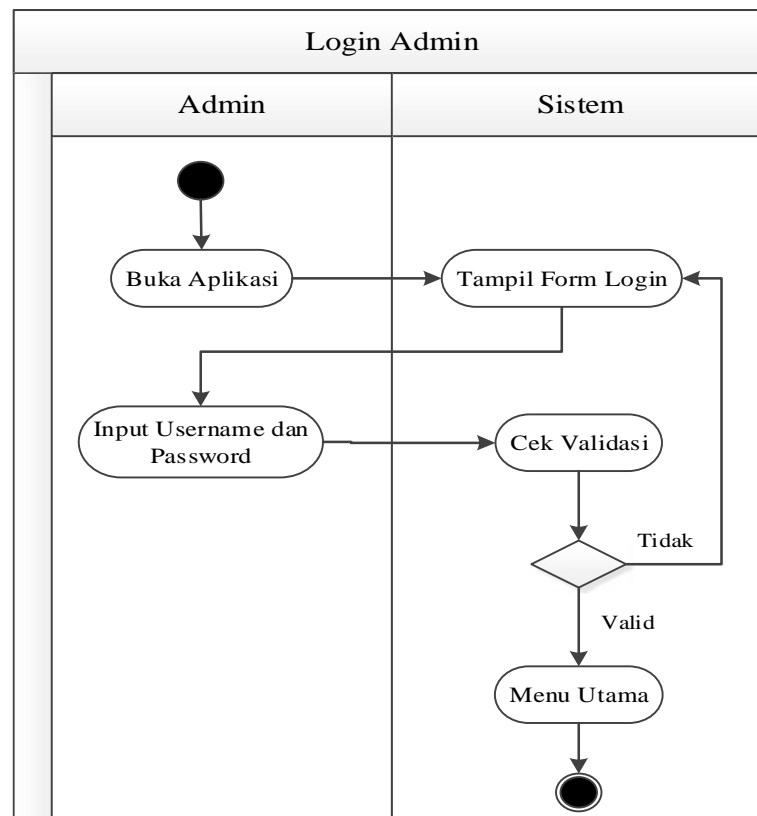 Login Admin
Admin
Sistem
Buka Aplikasi
Tampil Form Login
Input Username dan
Password
Cek Validasi
Tidak
Valid
Menu Utama